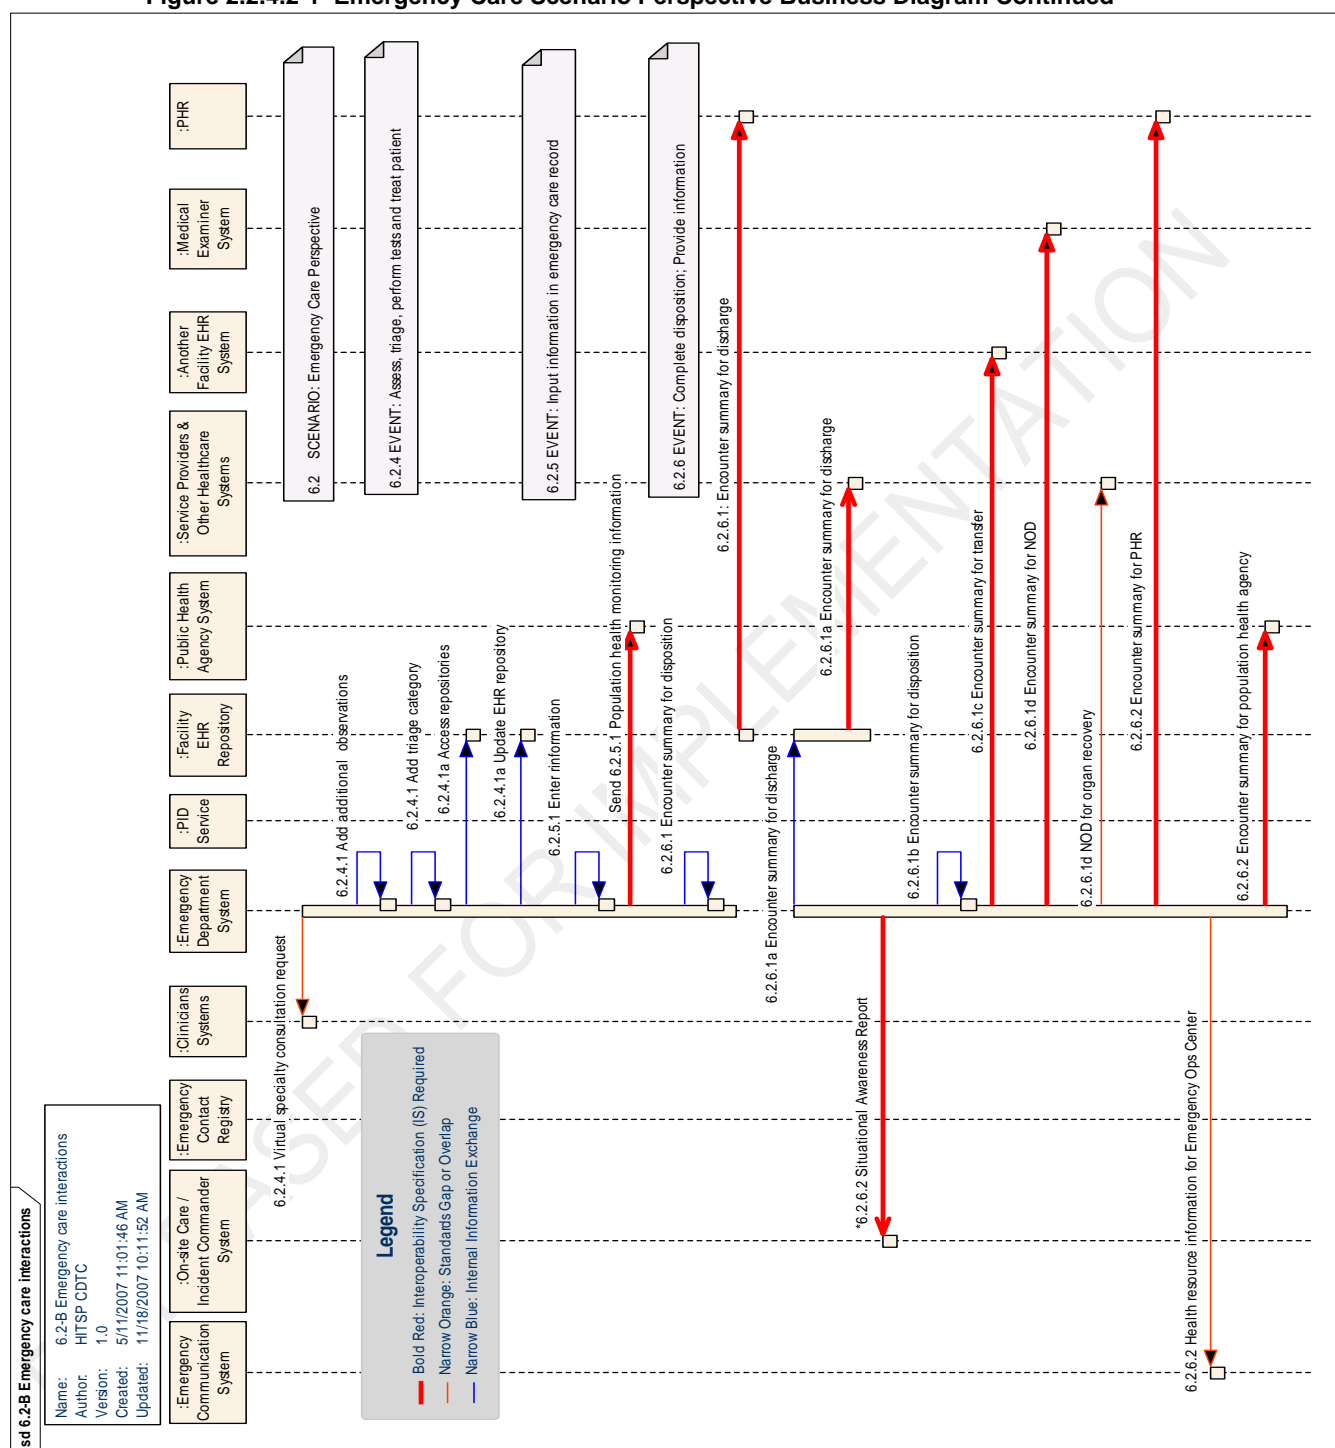 Figure 2.2.4.2-1 Emergency Care Scenario Perspective Business Diagram Continued
sd 6.2-B Emergency care interactions
Name: 6.2-B Emergency care interactions
Author: HITSP CDTC
Version: 1.0
Created: 5/11/2007 11:01:46 AM
Updated: 11/18/2007 10:11:52 AM
:Emergency
Communication
System
:On-site Care /
Incident Commander
System
:Emergency
Contact
Registry
:Clinicians
Systems
:Emergency
Department
System
:PID
Service
:Facility
EHR
Repository
:Public Health
Agency System
:Service Providers &
Other Healthcare
Systems
:Another
Facility EHR
System
:Medical
Examiner
System
:PHR
6.2 SCENARIO: Emergency Care Perspective
6.2.4 EVENT: Assess, triage, perform tests and treat patient
6.2.5 EVENT: Input information in emergency care record
6.2.6 EVENT: Complete disposition; Provide information
6.2.4.1 Virtual specialty consultation request
6.2.4.1 Add additional observations
6.2.4.1 Add triage category
6.2.4.1a Access repositories
6.2.4.1a Update EHR repository
6.2.5.1 Enter rinformation
Send 6.2.5.1 Population health monitoring information
6.2.6.1 Encounter summary for disposition
6.2.6.1: Encounter summary for discharge
6.2.6.1a Encounter summary for discharge
6.2.6.1a Encounter summary for discharge
*6.2.6.2 Situational Awareness Report
6.2.6.1b Encounter summary for disposition
6.2.6.1c Encounter summary for transfer
6.2.6.1d Encounter summary for NOD
6.2.6.1d NOD for organ recovery
6.2.6.2 Encounter summary for PHR
6.2.6.2 Health resource information for Emergency Ops Center
6.2.6.2 Encounter summary for population health agency
Legend
Bold Red: Interoperability Specification (IS) Required
Narrow Orange: Standards Gap or Overlap
Narrow Blue: Internal Information Exchange
FOR IMPLEMENTATION